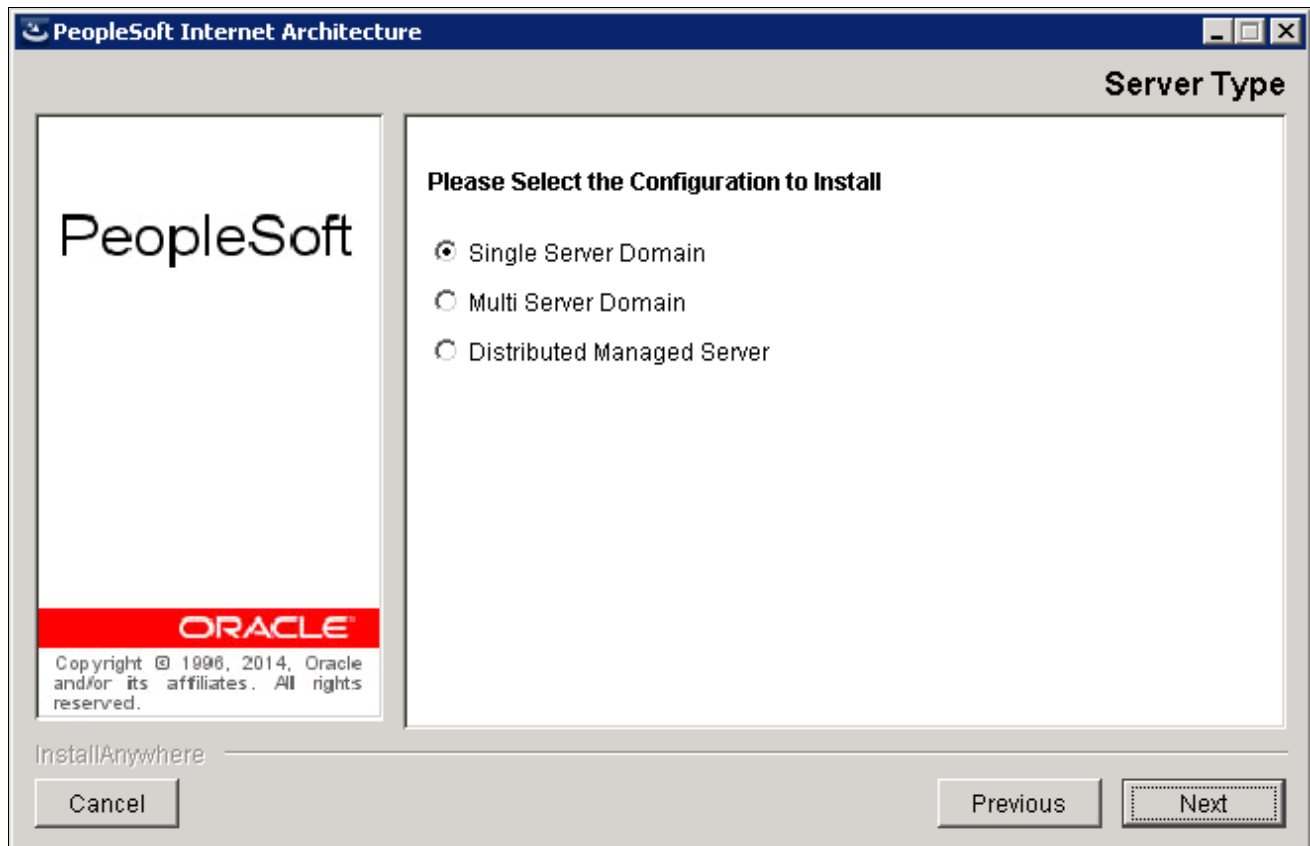 PeopleSoft Internet Architecture
Server Type
PeopleSoft
Please Select the Configuration to Install
Single Server Domain
Multi Server Domain
Distributed Managed Server
ORACLE
Copyright © 1996, 2014, Oracle
and/or its affiliates. All rights
reserved.
InstallAnywhere
Cancel
Previous
Next